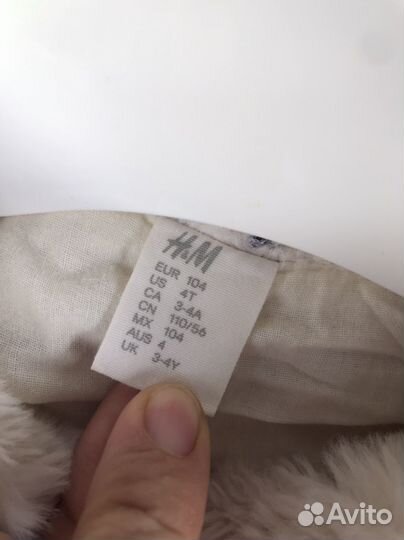 H&M
EUR 104
US 4T
CA 3-4A
CN 110/56
MX 104
AUS 4
UK 3-4Y
Avito